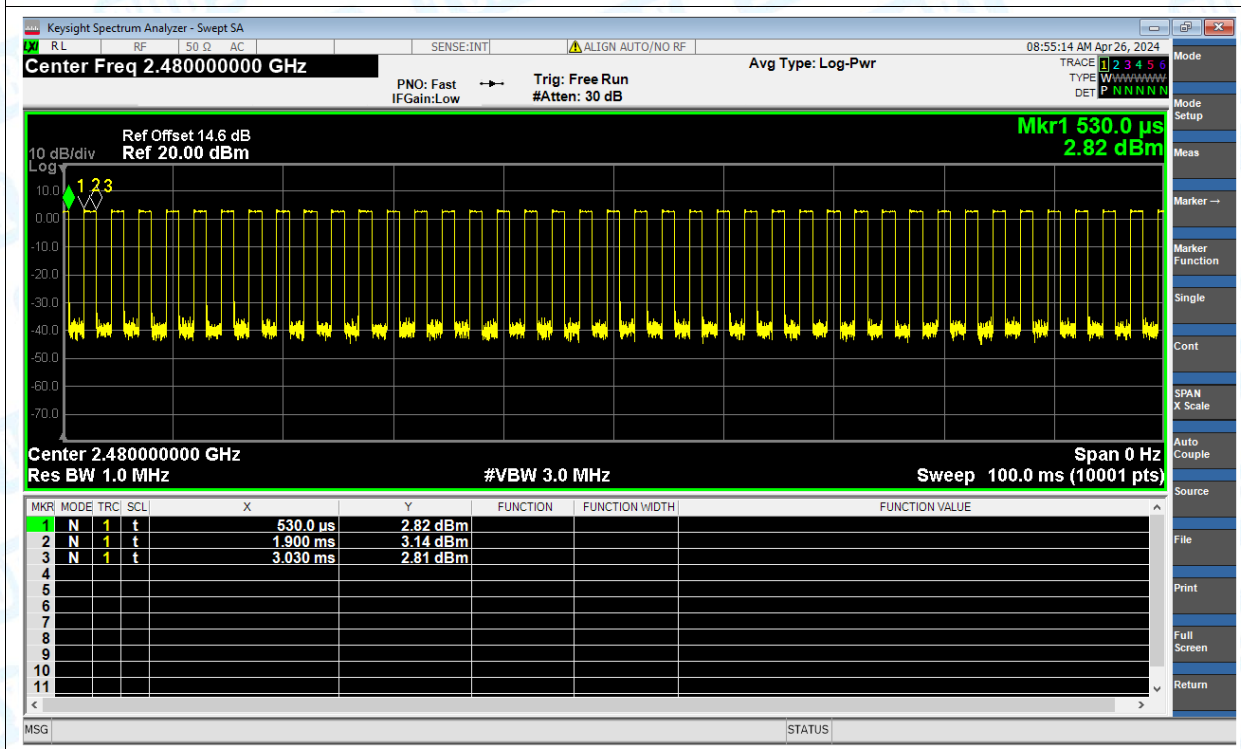 Keysight Spectrum Analyzer - Swept SA
LXI RL RF 50 Ω AC SENSE:INT ALIGN AUTO/NO RF 08:55:14 AM Apr 26, 2024
Center Freq 2.480000000 GHz
PNO: Fast
IFGain:Low
Trig: Free Run
#Atten: 30 dB
Avg Type: Log-Pwr
TRACE 1 2 3 4 5 6
TYPE WWWWWWW
DET P N N N N N
Ref Offset 14.6 dB
10 dB/div Ref 20.00 dBm
Log
Mkr1 530.0 µs
2.82 dBm
1 2 3
10.0
0.00
-10.0
-20.0
-30.0
-40.0
-50.0
-60.0
-70.0
Center 2.480000000 GHz Span 0 Hz
Res BW 1.0 MHz #VBW 3.0 MHz Sweep 100.0 ms (10001 pts)
MKR MODE TRC SCL X Y FUNCTION FUNCTION WIDTH FUNCTION VALUE
1 N 1 t 530.0 µs 2.82 dBm
2 N 1 t 1.900 ms 3.14 dBm
3 N 1 t 3.030 ms 2.81 dBm
4
5
6
7
8
9
10
11
MSG STATUS
Mode
Mode Setup
Meas
Marker →
Marker Function
Single
Cont
SPAN X Scale
Auto Couple
Source
File
Print
Full Screen
Return